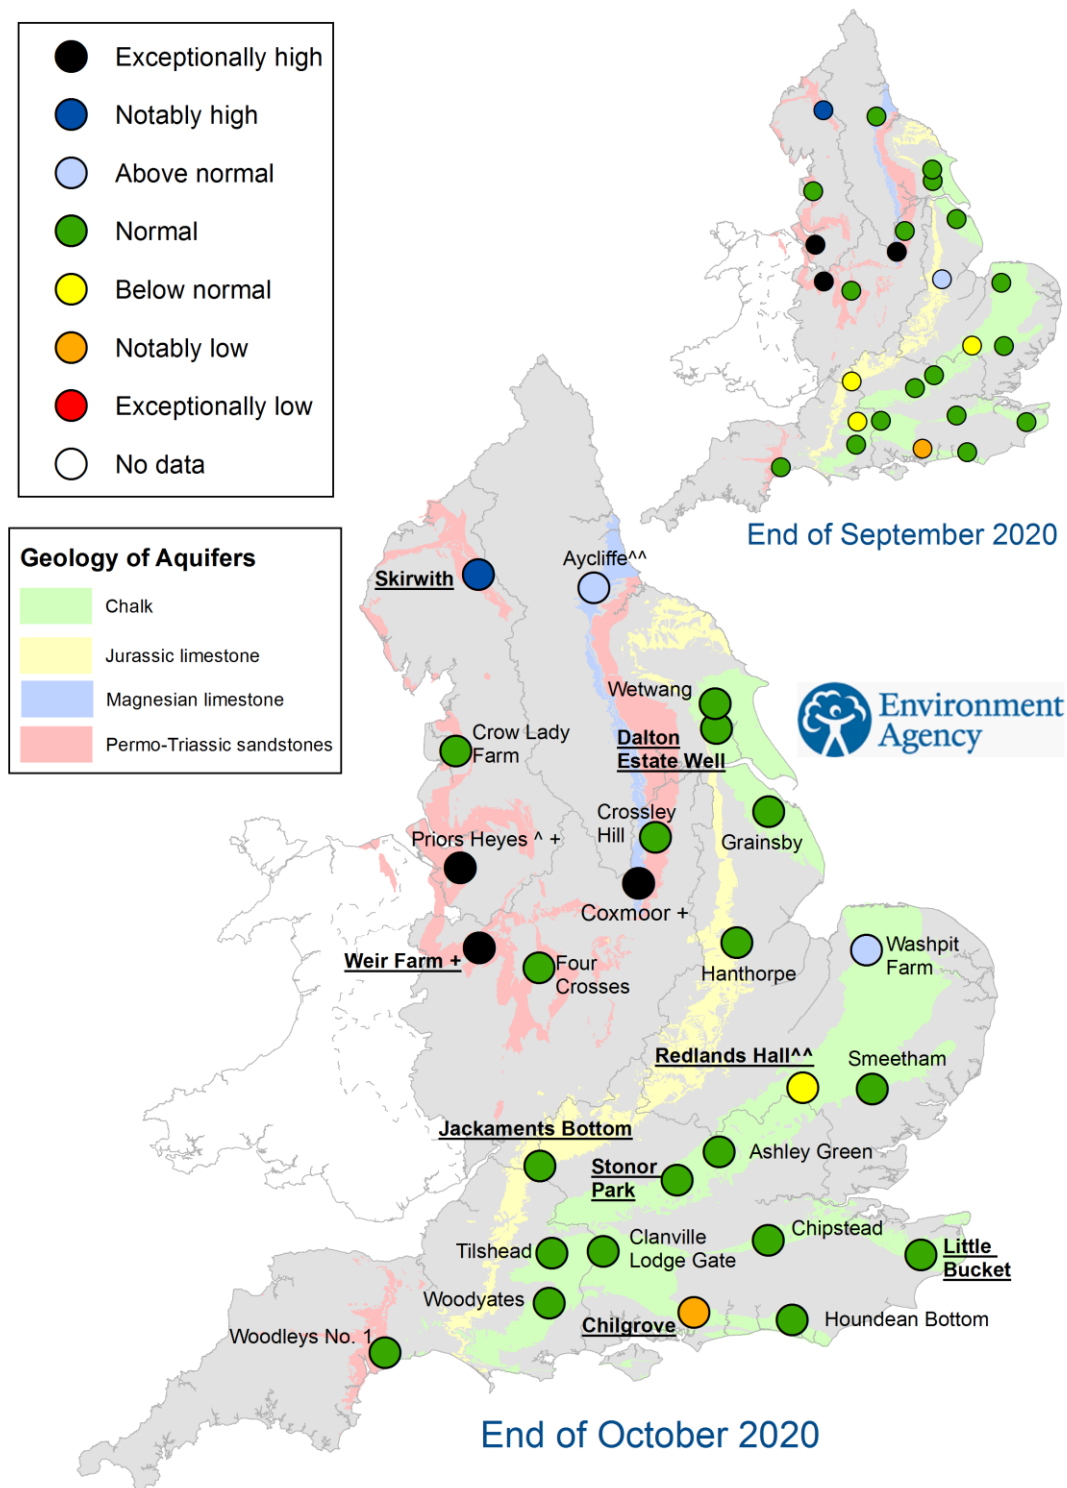 Exceptionally high
Notably high
Above normal
Normal
Below normal
Notably low
Exceptionally low
No data
End of September 2020
Geology of Aquifers
Chalk
Jurassic limestone
Magnesian limestone
Permo-Triassic sandstones
Aycliffe^^
Skirwith
Wetwang
Environment
Agency
Crow Lady
Farm
Dalton
Estate Well
Crossley
Hill
Priors Heyes ^ +
Grainsby
Coxmoor +
Weir Farm +
Four
Crosses
Hanthorpe
Washpit
Farm
Redlands Hall^^
Smeetham
Jackaments Bottom
Ashley Green
Stonor
Park
Chipstead
Clanville
Lodge Gate
Tilshead
Little
Bucket
Woodyates
Chilgrove
Houndean Bottom
Woodleys No. 1
End of October 2020